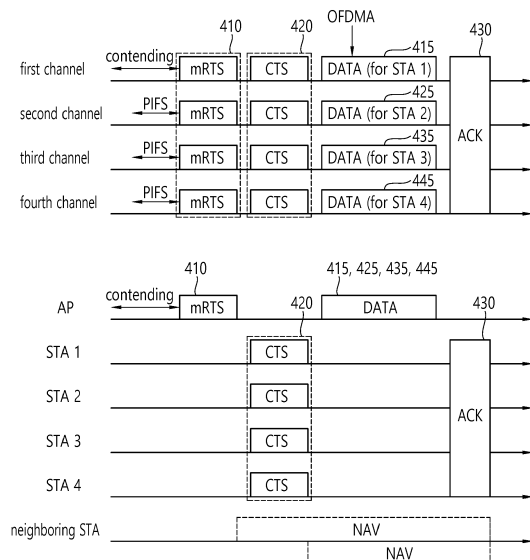 410 420 OFDMA 430
contending 415
first channel mRTS CTS DATA (for STA 1)
425
second channel PIFS mRTS CTS DATA (for STA 2)
435
third channel PIFS mRTS CTS DATA (for STA 3) ACK
445
fourth channel PIFS mRTS CTS DATA (for STA 4)
410 415, 425, 435, 445
contending 420 430
AP mRTS DATA
STA 1 CTS
STA 2 CTS
ACK
STA 3 CTS
STA 4 CTS
neighboring STA NAV
NAV